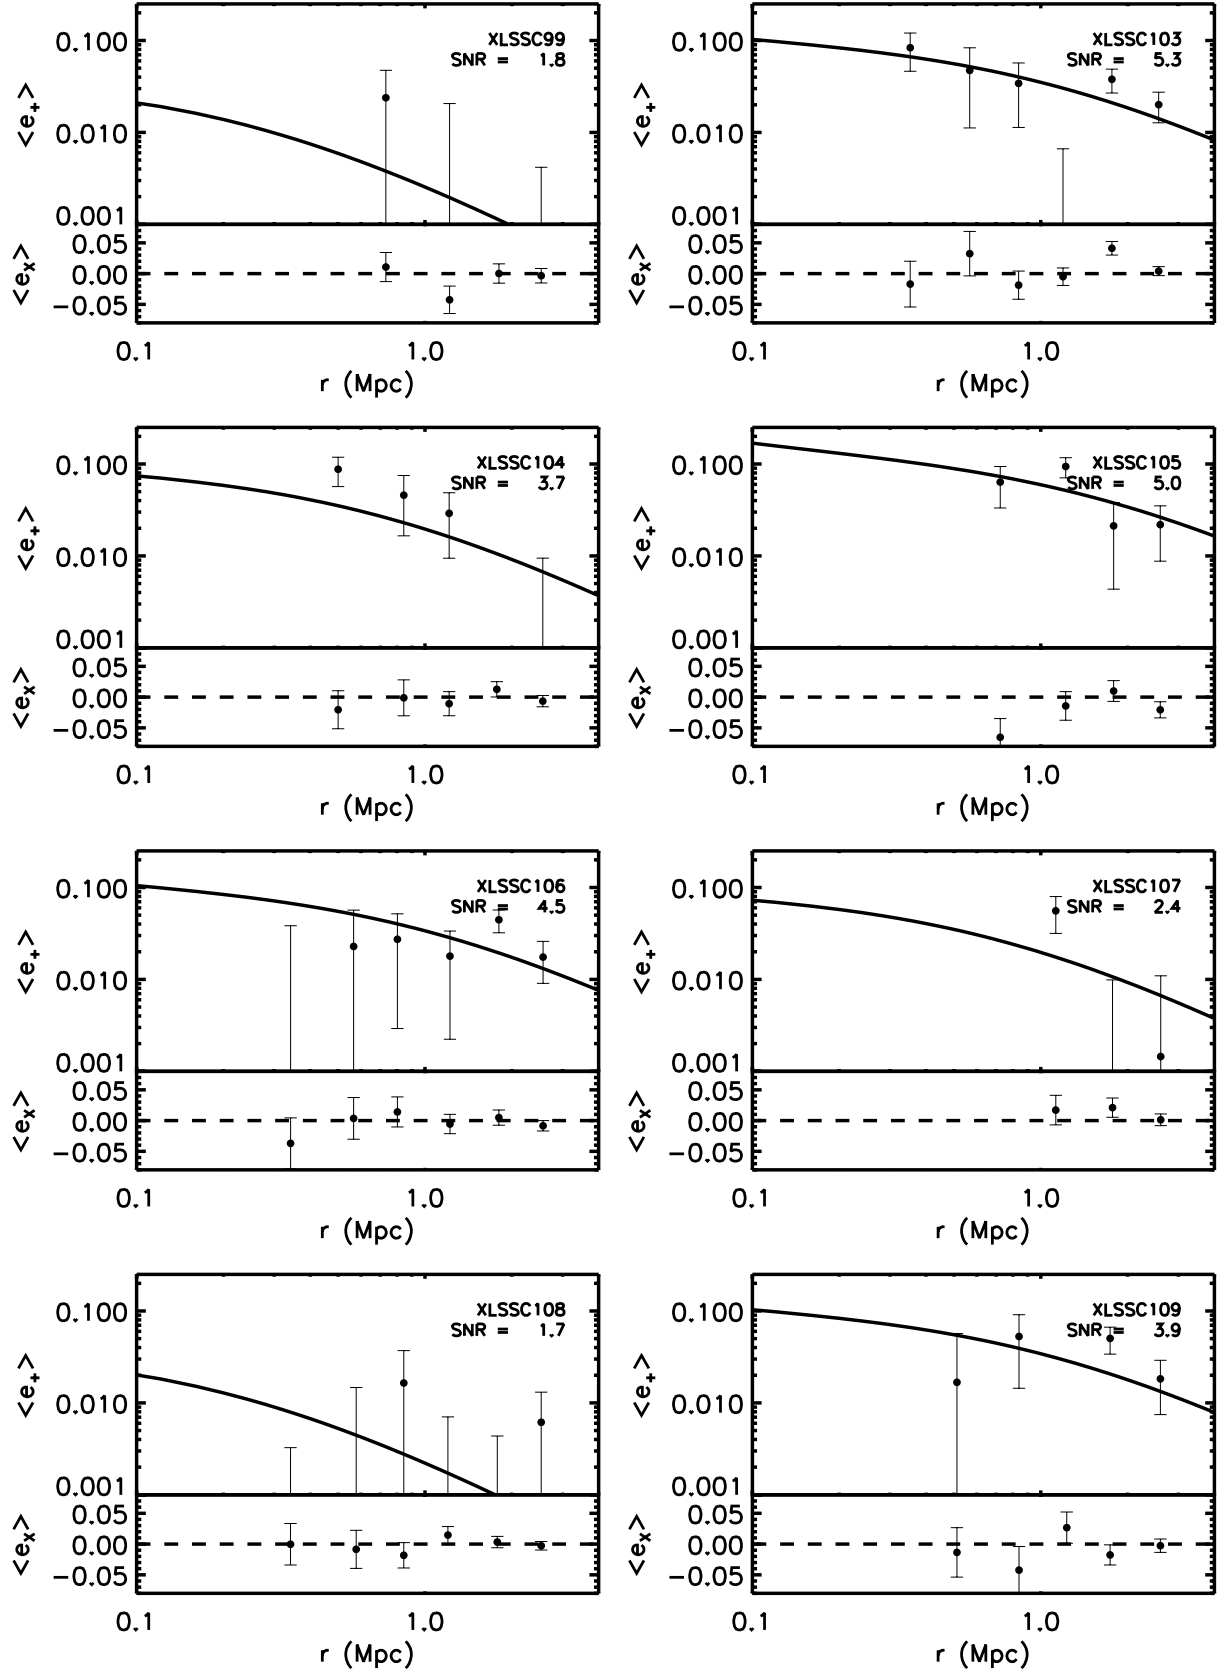 XLSSC99
SNR = 1.8
0.100
0.010
0.001
<e+>
0.05
0.00
−0.05
<ex>
0.1 1.0
r (Mpc)
XLSSC103
SNR = 5.3
0.100
0.010
0.001
<e+>
0.05
0.00
−0.05
<ex>
0.1 1.0
r (Mpc)
XLSSC104
SNR = 3.7
0.100
0.010
0.001
<e+>
0.05
0.00
−0.05
<ex>
0.1 1.0
r (Mpc)
XLSSC105
SNR = 5.0
0.100
0.010
0.001
<e+>
0.05
0.00
−0.05
<ex>
0.1 1.0
r (Mpc)
XLSSC106
SNR = 4.5
0.100
0.010
0.001
<e+>
0.05
0.00
−0.05
<ex>
0.1 1.0
r (Mpc)
XLSSC107
SNR = 2.4
0.100
0.010
0.001
<e+>
0.05
0.00
−0.05
<ex>
0.1 1.0
r (Mpc)
XLSSC108
SNR = 1.7
0.100
0.010
0.001
<e+>
0.05
0.00
−0.05
<ex>
0.1 1.0
r (Mpc)
XLSSC109
SNR = 3.9
0.100
0.010
0.001
<e+>
0.05
0.00
−0.05
<ex>
0.1 1.0
r (Mpc)